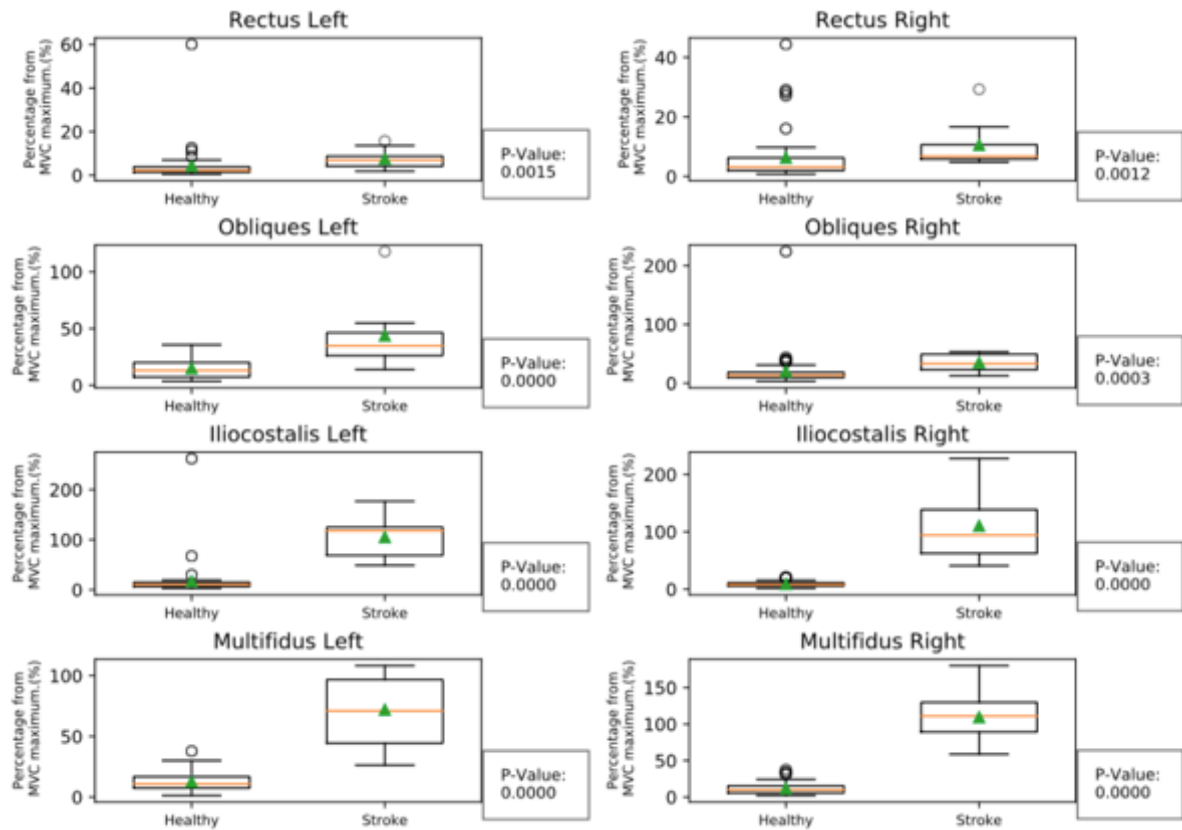 Rectus Left
Percentage from
MVC maximum.(%)
60
40
20
0
Healthy
Stroke
P-Value:
0.0015
Rectus Right
Percentage from
MVC maximum.(%)
40
20
0
Healthy
Stroke
P-Value:
0.0012
Obliques Left
Percentage from
MVC maximum.(%)
100
50
0
Healthy
Stroke
P-Value:
0.0000
Obliques Right
Percentage from
MVC maximum.(%)
200
100
0
Healthy
Stroke
P-Value:
0.0003
Iliocostalis Left
Percentage from
MVC maximum.(%)
200
100
0
Healthy
Stroke
P-Value:
0.0000
Iliocostalis Right
Percentage from
MVC maximum.(%)
200
100
0
Healthy
Stroke
P-Value:
0.0000
Multifidus Left
Percentage from
MVC maximum.(%)
100
50
0
Healthy
Stroke
P-Value:
0.0000
Multifidus Right
Percentage from
MVC maximum.(%)
150
100
50
0
Healthy
Stroke
P-Value:
0.0000